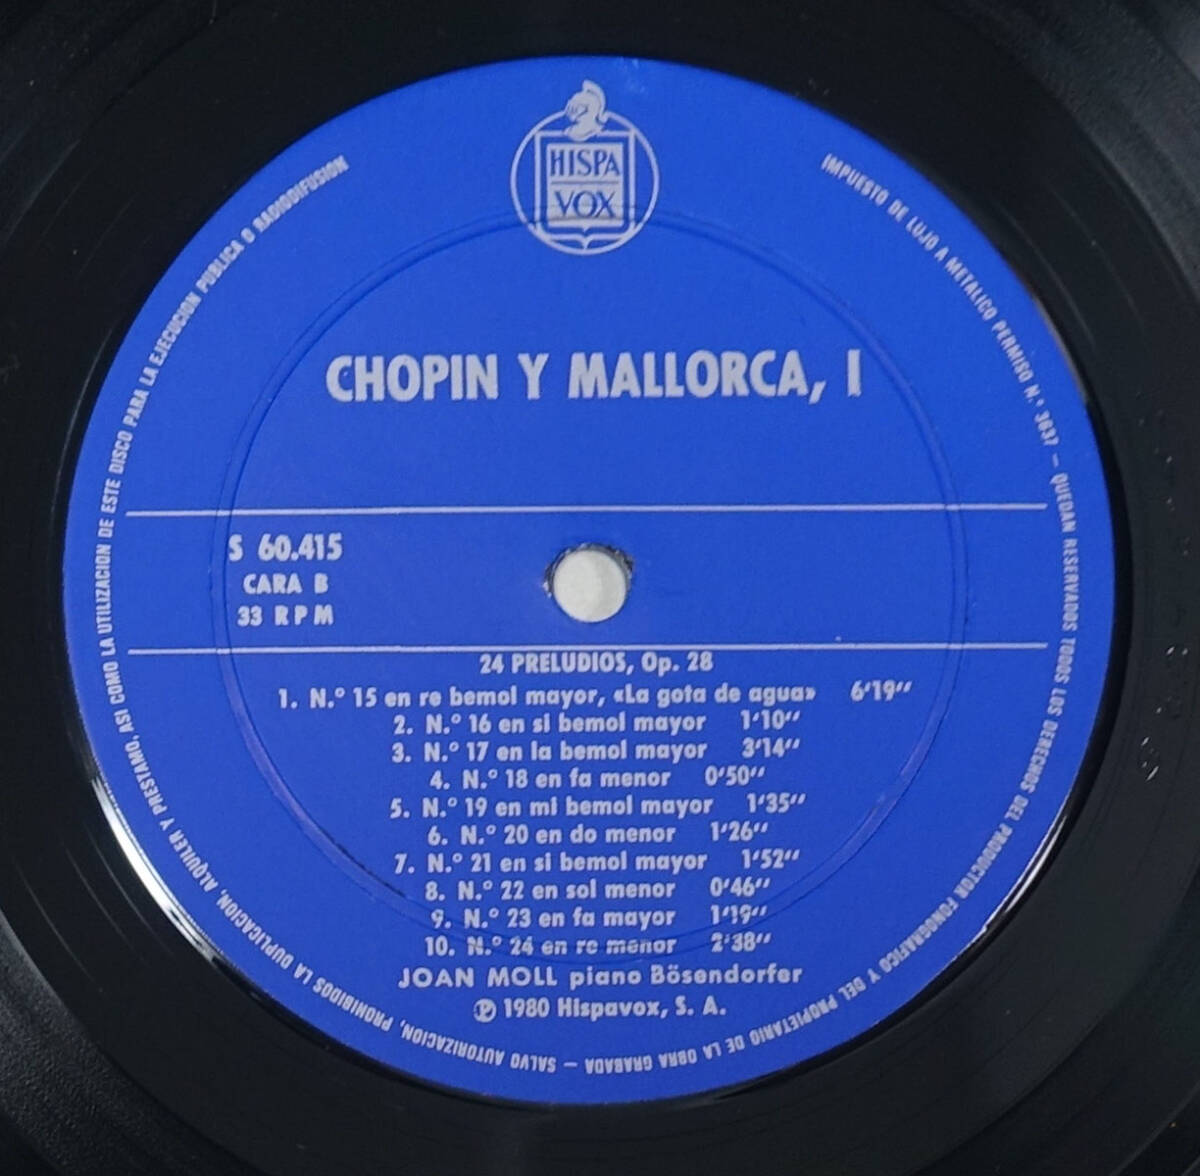 HISPA
VOX
IMPUESTO DE LUJO A METALICO PERMISO N.º 3637 – QUEDAN RESERVADOS TODOS LOS DERECHOS DEL PRODUCTOR FONOGRAFICO Y DEL PROPIETARIO DE LA OBRA GRABADA – SALVO AUTORIZACION, PROHIBIDOS LA DUPLICACION, ALQUILER Y PRESTAMO, ASI COMO LA UTILIZACION DE ESTE DISCO PARA LA EJECUCION PUBLICA O RADIODIFUSION
CHOPIN Y MALLORCA, I
S 60.415
CARA B
33 RPM
24 PRELUDIOS, Op. 28
1. N.º 15 en re bemol mayor, «La gota de agua» 6'19''
2. N.º 16 en si bemol mayor 1'10''
3. N.º 17 en la bemol mayor 3'14''
4. N.º 18 en fa menor 0'50''
5. N.º 19 en mi bemol mayor 1'35''
6. N.º 20 en do menor 1'26''
7. N.º 21 en si bemol mayor 1'52''
8. N.º 22 en sol menor 0'46''
9. N.º 23 en fa mayor 1'19''
10. N.º 24 en re menor 2'38''
JOAN MOLL piano Bösendorfer
℗ 1980 Hispavox, S. A.